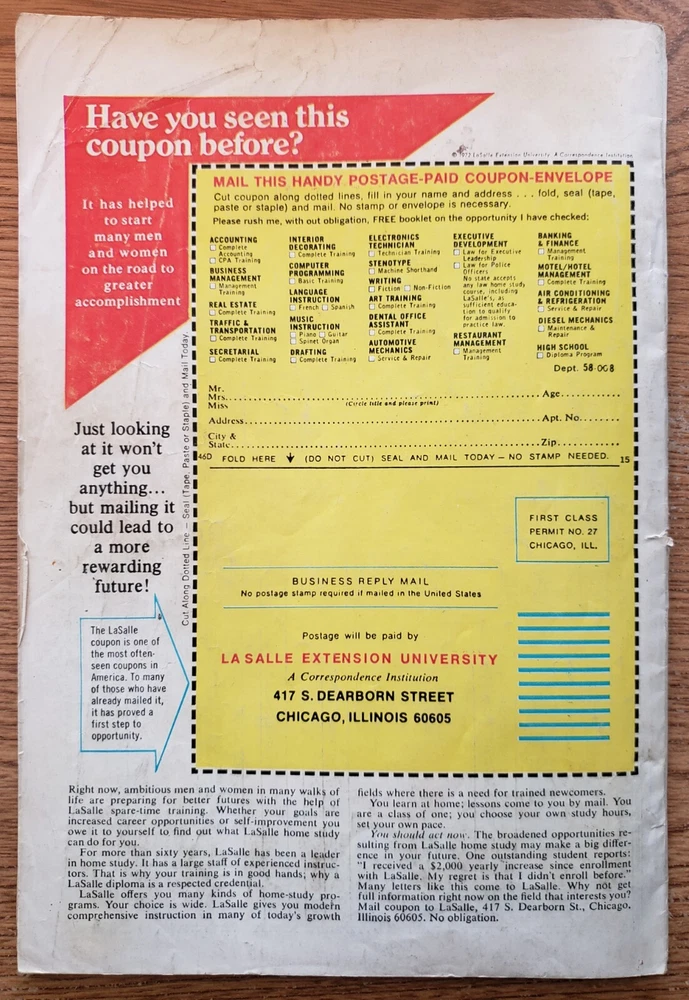 Have you seen this
coupon before?
© 1972 LaSalle Extension University, A Correspondence Institution
It has helped
to start
many men
and women
on the road to
greater
accomplishment
MAIL THIS HANDY POSTAGE-PAID COUPON-ENVELOPE
Cut coupon along dotted lines, fill in your name and address . . . fold, seal (tape,
paste or staple) and mail. No stamp or envelope is necessary.
Please rush me, with out obligation, FREE booklet on the opportunity I have checked:
ACCOUNTING
Complete
Accounting
CPA Training
BUSINESS
MANAGEMENT
Management
Training
REAL ESTATE
Complete Training
TRAFFIC &
TRANSPORTATION
Complete Training
SECRETARIAL
Complete Training
INTERIOR
DECORATING
Complete Training
COMPUTER
PROGRAMMING
Basic Training
LANGUAGE
INSTRUCTION
French Spanish
MUSIC
INSTRUCTION
Piano Guitar
Spinet Organ
DRAFTING
Complete Training
ELECTRONICS
TECHNICIAN
Technician Training
STENOTYPE
Machine Shorthand
WRITING
Fiction Non-Fiction
ART TRAINING
Complete Training
DENTAL OFFICE
ASSISTANT
Complete Training
AUTOMOTIVE
MECHANICS
Service & Repair
EXECUTIVE
DEVELOPMENT
Law for Executive
Leadership
Law for Police
Officers
No state accepts
any law home study
course, including
LaSalle's, as
sufficient educa-
tion to qualify
for admission to
practice law.
RESTAURANT
MANAGEMENT
Management
Training
BANKING
& FINANCE
Management
Training
MOTEL/HOTEL
MANAGEMENT
Complete Training
AIR CONDITIONING
& REFRIGERATION
Service & Repair
DIESEL MECHANICS
Maintenance &
Repair
HIGH SCHOOL
Diploma Program
Dept. 58-008
Mr.
Mrs. Age
Miss (Circle title and please print)
Address Apt. No.
City &
State Zip
46D FOLD HERE (DO NOT CUT) SEAL AND MAIL TODAY – NO STAMP NEEDED. 15
Cut Along Dotted Line – Seal (Tape, Paste or Staple) and Mail Today.
Just looking
at it won't
get you
anything...
but mailing it
could lead to
a more
rewarding
future!
FIRST CLASS
PERMIT NO. 27
CHICAGO, ILL.
BUSINESS REPLY MAIL
No postage stamp required if mailed in the United States
Postage will be paid by
LA SALLE EXTENSION UNIVERSITY
A Correspondence Institution
417 S. DEARBORN STREET
CHICAGO, ILLINOIS 60605
The LaSalle
coupon is one of
the most often-
seen coupons in
America. To many
of those who have
already mailed it,
it has proved a
first step to
opportunity.
Right now, ambitious men and women in many walks of
life are preparing for better futures with the help of
LaSalle spare-time training. Whether your goals are
increased career opportunities or self-improvement you
owe it to yourself to find out what LaSalle home study
can do for you.
For more than sixty years, LaSalle has been a leader
in home study. It has a large staff of experienced instruc-
tors. That is why your training is in good hands; why a
LaSalle diploma is a respected credential.
LaSalle offers you many kinds of home-study pro-
grams. Your choice is wide. LaSalle gives you modern
comprehensive instruction in many of today's growth
fields where there is a need for trained newcomers.
You learn at home; lessons come to you by mail. You
are a class of one; you choose your own study hours,
set your own pace.
You should act now. The broadened opportunities re-
sulting from LaSalle home study may make a big differ-
ence in your future. One outstanding student reports:
"I received a $2,000 yearly increase since enrollment
with LaSalle. My regret is that I didn't enroll before."
Many letters like this come to LaSalle. Why not get
full information right now on the field that interests you?
Mail coupon to LaSalle, 417 S. Dearborn St., Chicago,
Illinois 60605. No obligation.